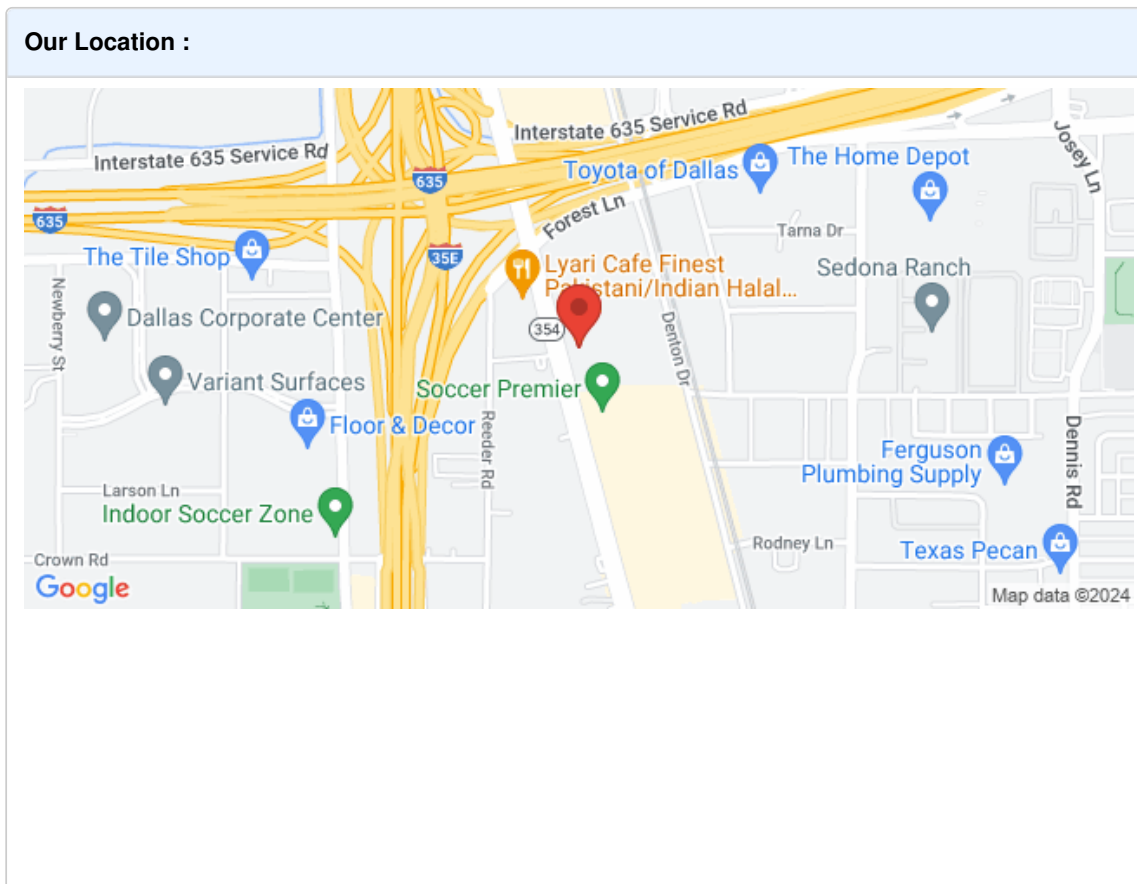 Our Location :
Interstate 635 Service Rd
Interstate 635 Service Rd
Josey Ln
635
635
Toyota of Dallas
The Home Depot
Forest Ln
Tarna Dr
35E
The Tile Shop
Lyari Cafe Finest
Pakistani/Indian Halal...
Sedona Ranch
Newberry St
Dallas Corporate Center
354
Denton Dr
Variant Surfaces
Soccer Premier
Floor & Decor
Reeder Rd
Dennis Rd
Ferguson
Plumbing Supply
Larson Ln
Indoor Soccer Zone
Rodney Ln
Texas Pecan
Crown Rd
Google
Map data ©2024